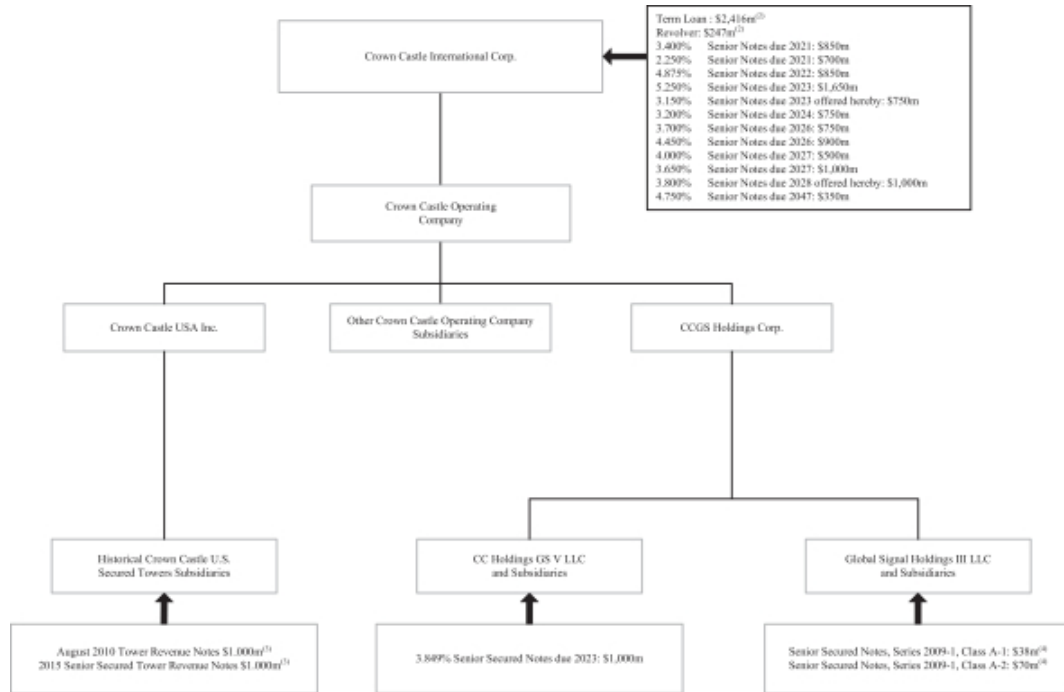 Term Loan : $2,416m(2)
Revolver: $247m(2)
3.400% Senior Notes due 2021: $850m
2.250% Senior Notes due 2021: $700m
4.875% Senior Notes due 2022: $850m
5.250% Senior Notes due 2023: $1,650m
3.150% Senior Notes due 2023 offered hereby: $750m
3.200% Senior Notes due 2024: $750m
3.700% Senior Notes due 2026: $750m
4.450% Senior Notes due 2026: $900m
4.000% Senior Notes due 2027: $500m
3.650% Senior Notes due 2027: $1,000m
3.800% Senior Notes due 2028 offered hereby: $1,000m
4.750% Senior Notes due 2047: $350m
Crown Castle International Corp.
Crown Castle Operating
Company
Crown Castle USA Inc.
Other Crown Castle Operating Company
Subsidiaries
CCGS Holdings Corp.
Historical Crown Castle U.S.
Secured Towers Subsidiaries
CC Holdings GS V LLC
and Subsidiaries
Global Signal Holdings III LLC
and Subsidiaries
August 2010 Tower Revenue Notes $1.000m(3)
2015 Senior Secured Tower Revenue Notes $1.000m(3)
3.849% Senior Secured Notes due 2023: $1,000m
Senior Secured Notes, Series 2009-1, Class A-1: $38m(4)
Senior Secured Notes, Series 2009-1, Class A-2: $70m(4)